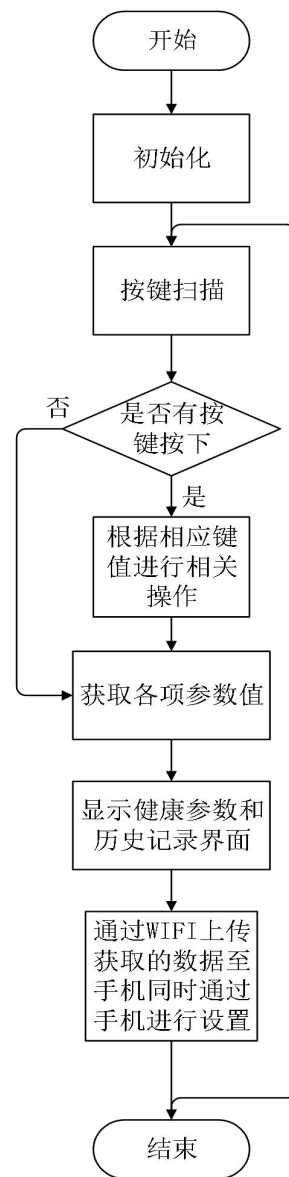 开始
初始化
按键扫描
否
是否有按
键按下
是
根据相应键
值进行相关
操作
获取各项参数值
显示健康参数和
历史记录界面
通过WIFI上传
获取的数据至
手机同时通过
手机进行设置
结束